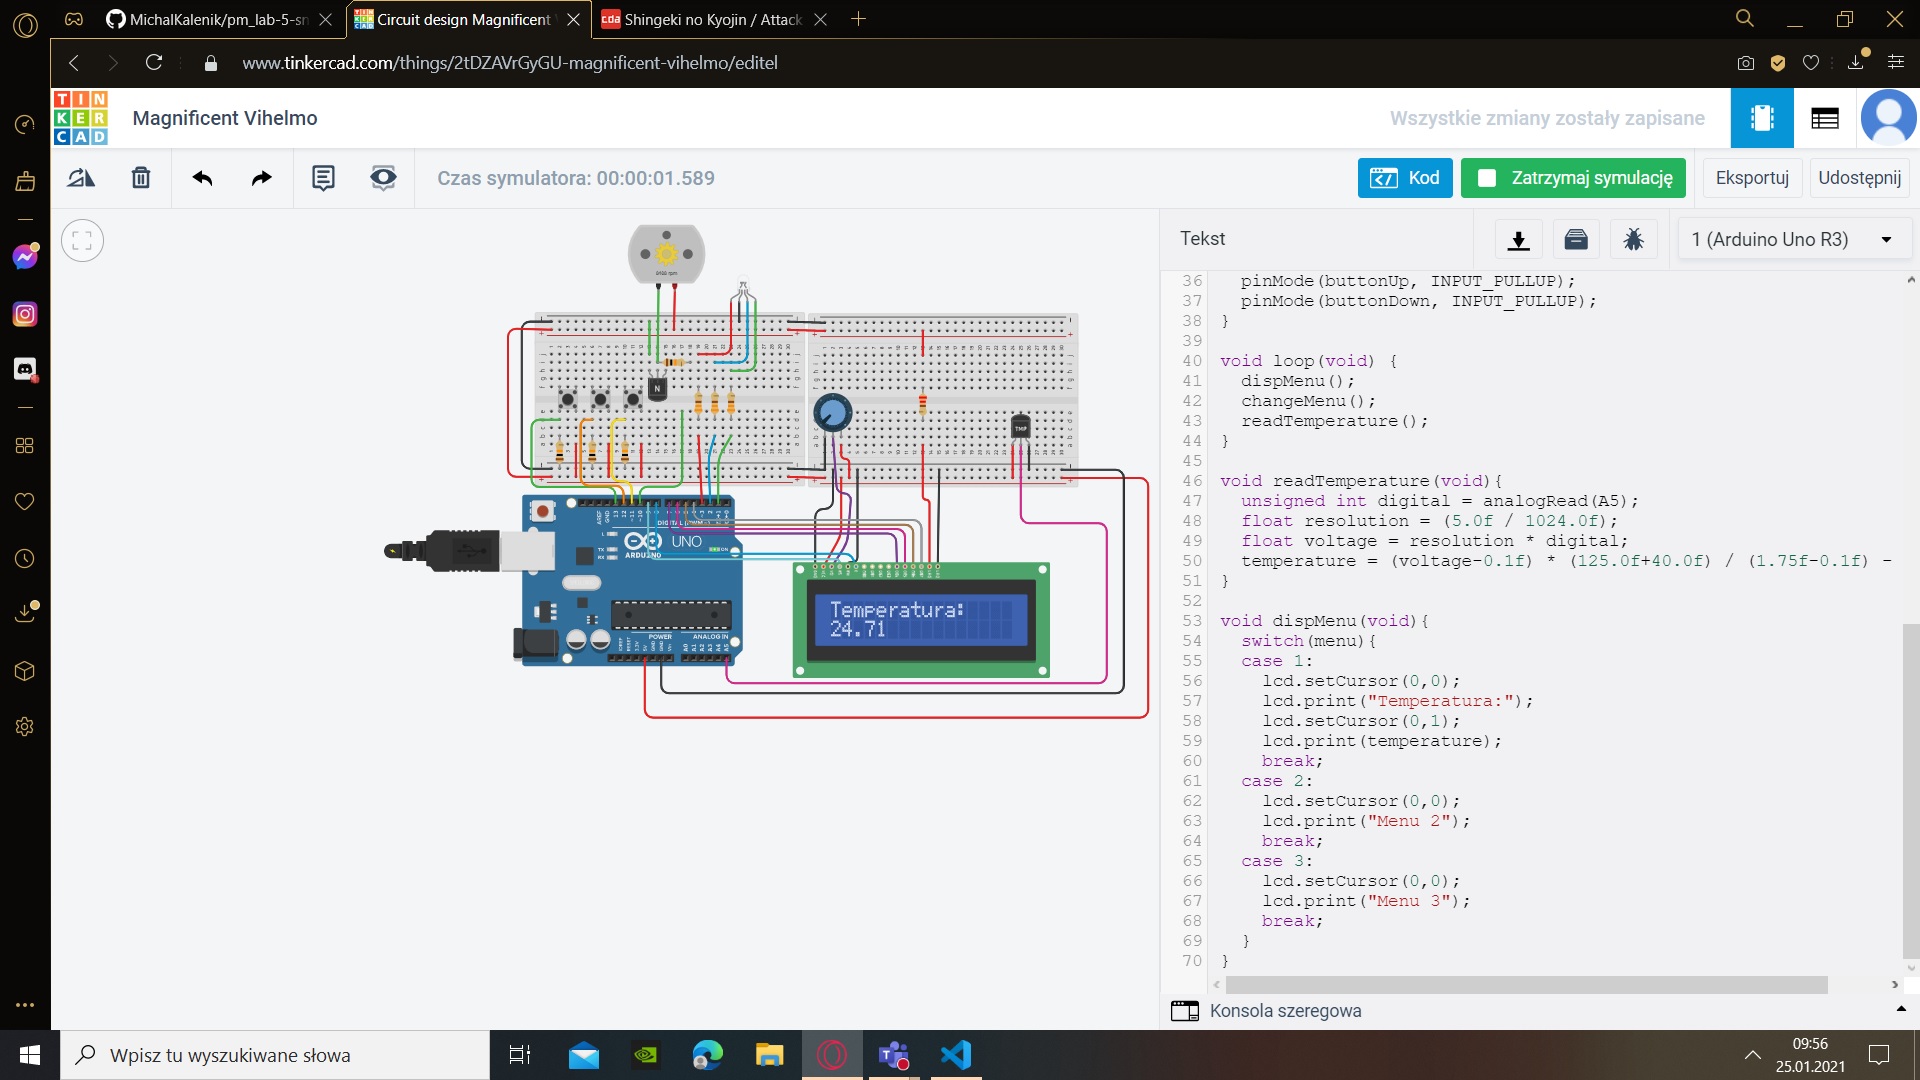 MichalKalenik/pm_lab-5-sn
Circuit design Magnificent
cda
Shingeki no Kyojin / Attack
www.tinkercad.com/things/2tDZAVrGyGU-magnificent-vihelmo/editel
TIN
KER
CAD
Magnificent Vihelmo
Wszystkie zmiany zostały zapisane
Czas symulatora: 00:00:01.589
Kod
Zatrzymaj symulację
Eksportuj
Udostępnij
Tekst
1 (Arduino Uno R3)
36 pinMode(buttonUp, INPUT_PULLUP);
37 pinMode(buttonDown, INPUT_PULLUP);
38 }
39
40 void loop(void) {
41 dispMenu();
42 changeMenu();
43 readTemperature();
44 }
45
46 void readTemperature(void){
47 unsigned int digital = analogRead(A5);
48 float resolution = (5.0f / 1024.0f);
49 float voltage = resolution * digital;
50 temperature = (voltage-0.1f) * (125.0f+40.0f) / (1.75f-0.1f) -
51 }
52
53 void dispMenu(void){
54 switch(menu){
55 case 1:
56 lcd.setCursor(0,0);
57 lcd.print("Temperatura:");
58 lcd.setCursor(0,1);
59 lcd.print(temperature);
60 break;
61 case 2:
62 lcd.setCursor(0,0);
63 lcd.print("Menu 2");
64 break;
65 case 3:
66 lcd.setCursor(0,0);
67 lcd.print("Menu 3");
68 break;
69 }
70 }
N
TMP
UNO
ARDUINO
POWER
ANALOG IN
Temperatura:
24.71
Konsola szeregowa
Wpisz tu wyszukiwane słowa
09:56
25.01.2021